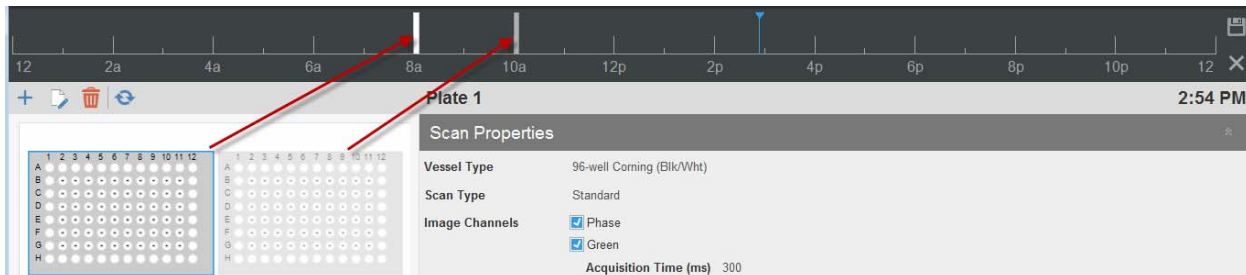 12 2a 4a 6a 8a 10a 12p 2p 4p 6p 8p 10p 12
Plate 1 2:54 PM
Scan Properties
1 2 3 4 5 6 7 8 9 10 11 12
A
B
C
D
E
F
G
H
1 2 3 4 5 6 7 8 9 10 11 12
A
B
C
D
E
F
G
H
Vessel Type 96-well Corning (Blk/Wht)
Scan Type Standard
Image Channels Phase
Green
Acquisition Time (ms) 300